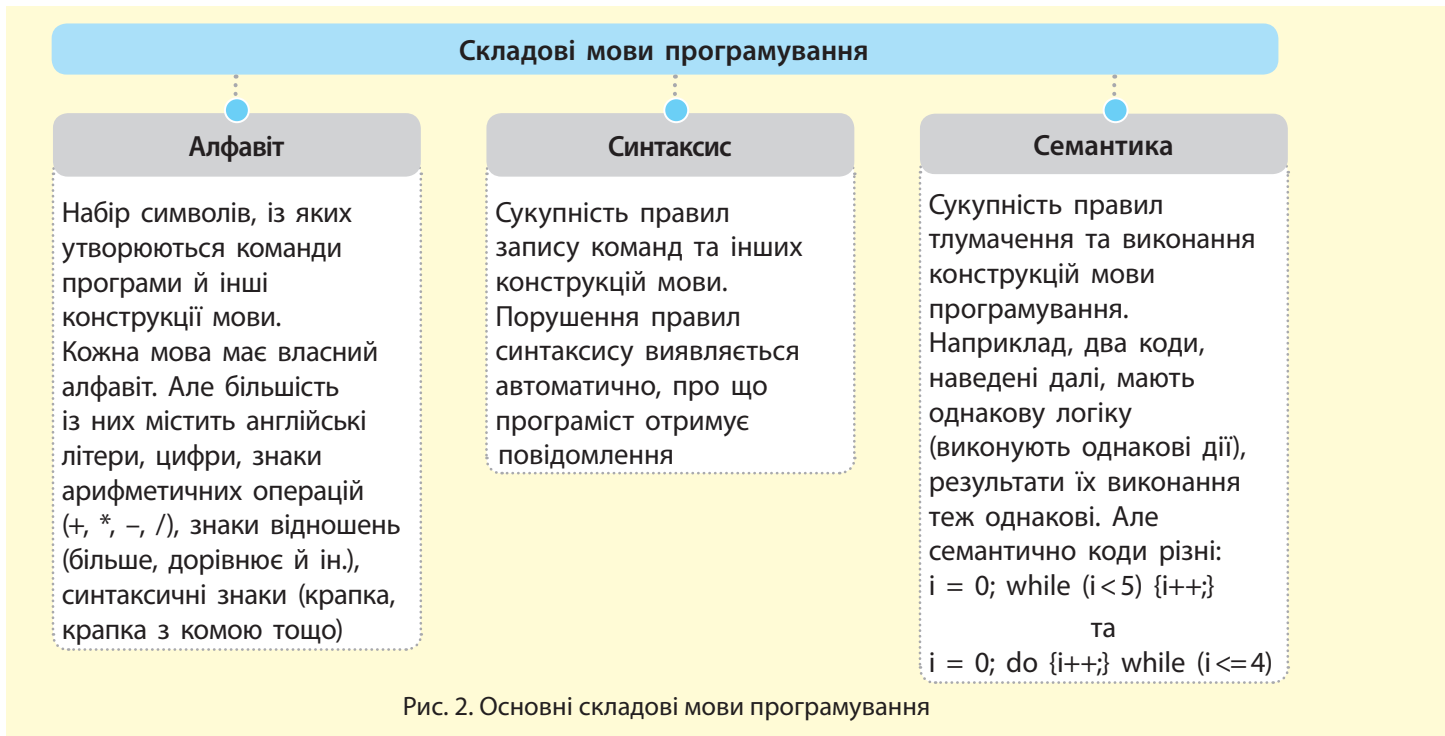 Складові мови програмування
Алфавіт
Набір символів, із яких
утворюються команди
програми й інші
конструкції мови.
Кожна мова має власний
алфавіт. Але більшість
із них містить англійські
літери, цифри, знаки
арифметичних операцій
(+, *, –, /), знаки відношень
(більше, дорівнює й ін.),
синтаксичні знаки (крапка,
крапка з комою тощо)
Синтаксис
Сукупність правил
запису команд та інших
конструкцій мови.
Порушення правил
синтаксису виявляється
автоматично, про що
програміст отримує
повідомлення
Семантика
Сукупність правил
тлумачення та виконання
конструкцій мови
програмування.
Наприклад, два коди,
наведені далі, мають
однакову логіку
(виконують однакові дії),
результати їх виконання
теж однакові. Але
семантично коди різні:
i = 0; while (i < 5) {i++;}
та
i = 0; do {i++;} while (i <= 4)
Рис. 2. Основні складові мови програмування